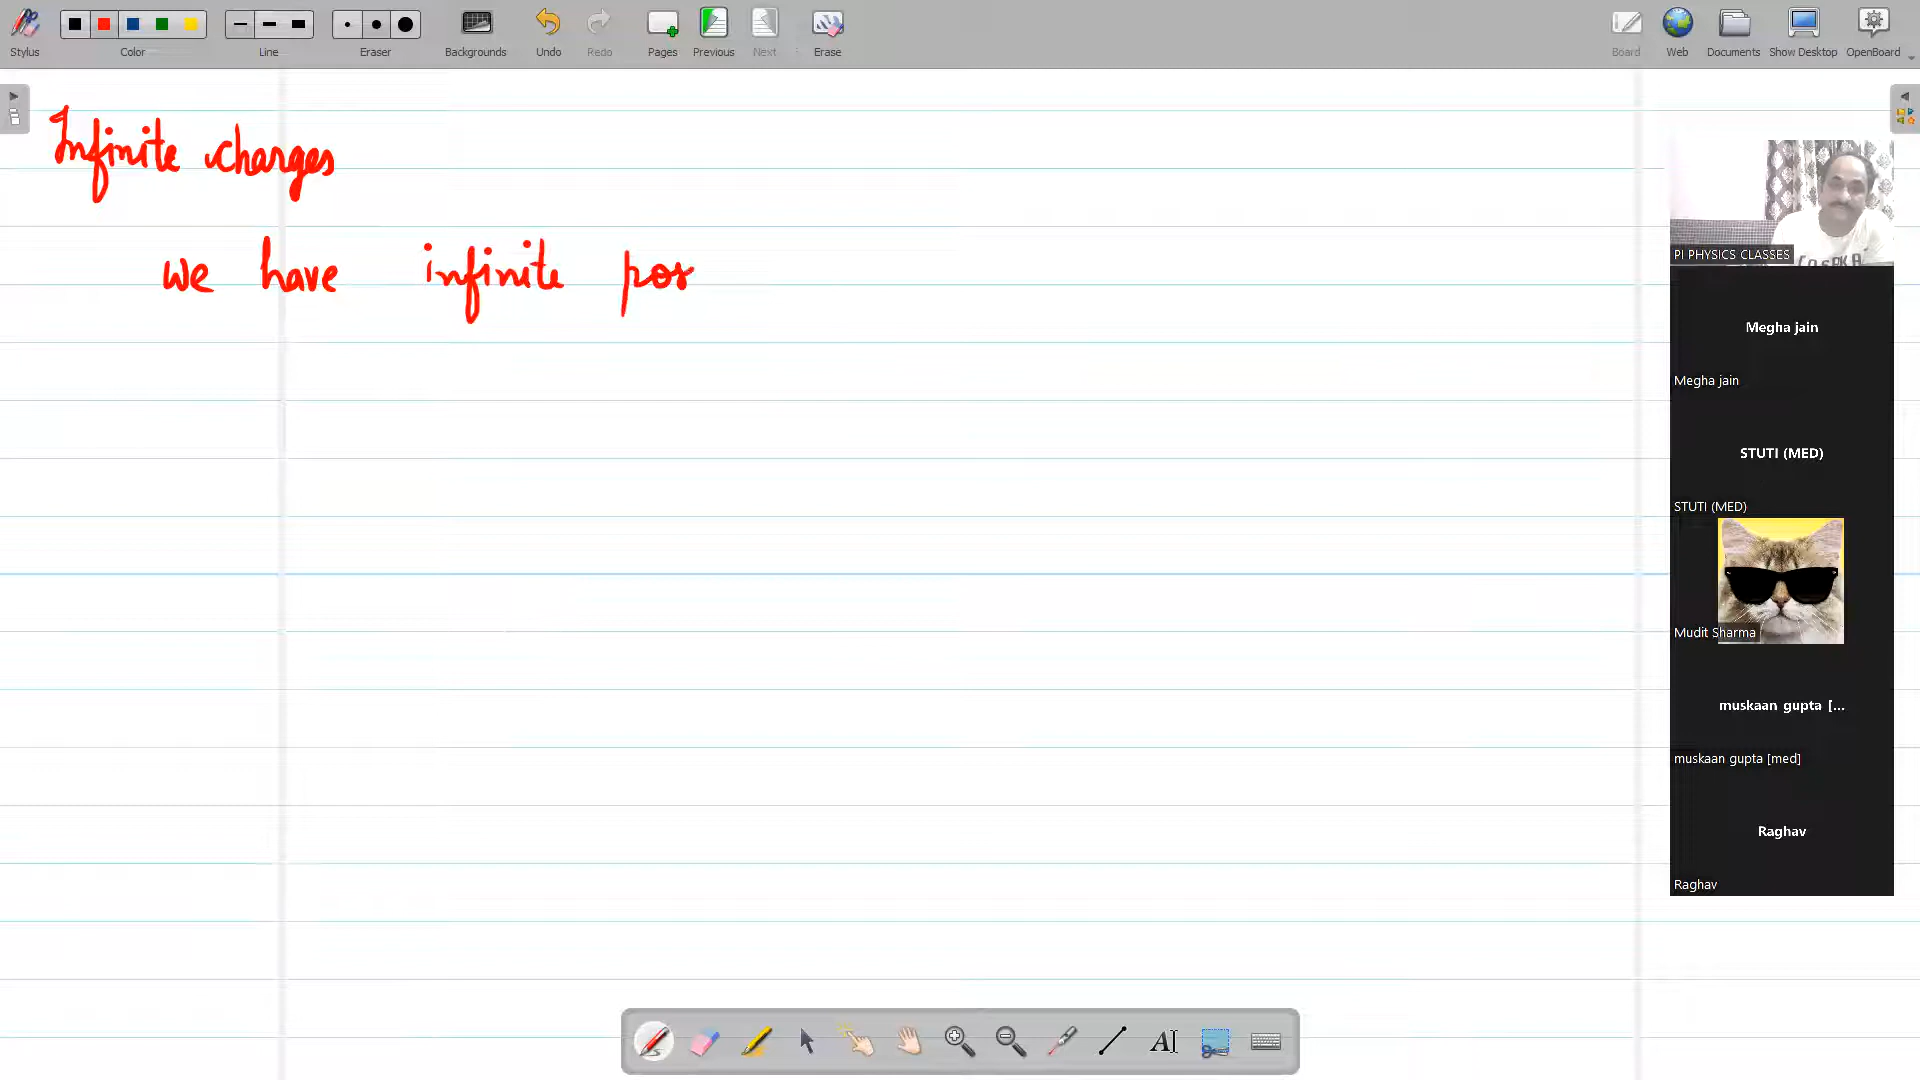 Stylus
Color
Line
Eraser
Backgrounds
Undo
Redo
Pages
Previous
Next
Erase
Board
Web
Documents
Show Desktop
OpenBoard
Infinite charges
we have infinite pos
PI PHYSICS CLASSES
Megha jain
Megha jain
STUTI (MED)
STUTI (MED)
Mudit Sharma
muskaan gupta [...
muskaan gupta [med]
Raghav
Raghav